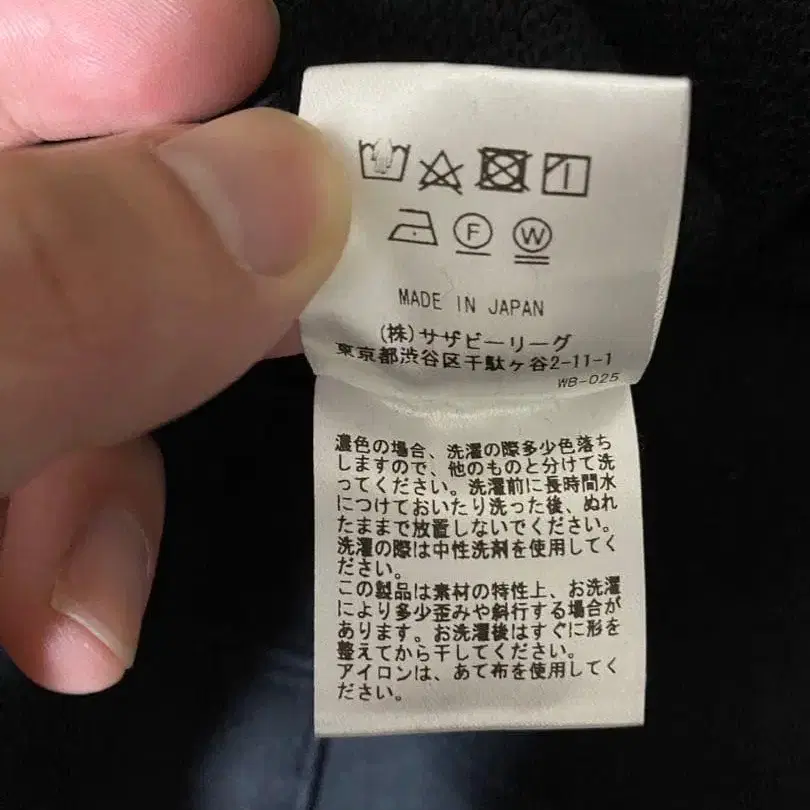 F W
MADE IN JAPAN
(株)サザビーリーグ
東京都渋谷区千駄ヶ谷2-11-1
WB-025
濃色の場合、洗濯の際多少色落ち
しますので、他のものと分けて洗
ってください。洗濯前に長時間水
につけておいたり洗った後、ぬれ
たままで放置しないでください。
洗濯の際は中性洗剤を使用してく
ださい。
この製品は素材の特性上、お洗濯
により多少歪みや斜行する場合が
あります。お洗濯後はすぐに形を
整えてから干してください。
アイロンは、あて布を使用してく
ださい。